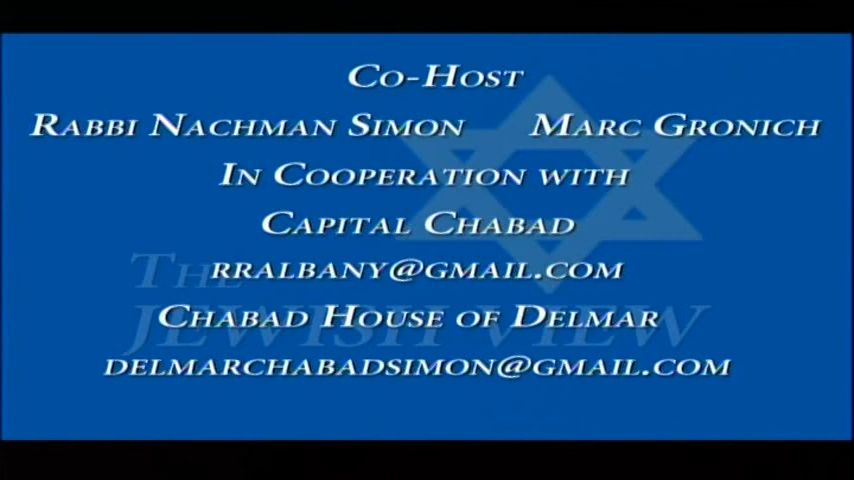 Co-Host
Rabbi Nachman Simon Marc Gronich
In Cooperation with
Capital Chabad
rralbany@gmail.com
The
Chabad House of Delmar
Jewish View
delmarchabadsimon@gmail.com